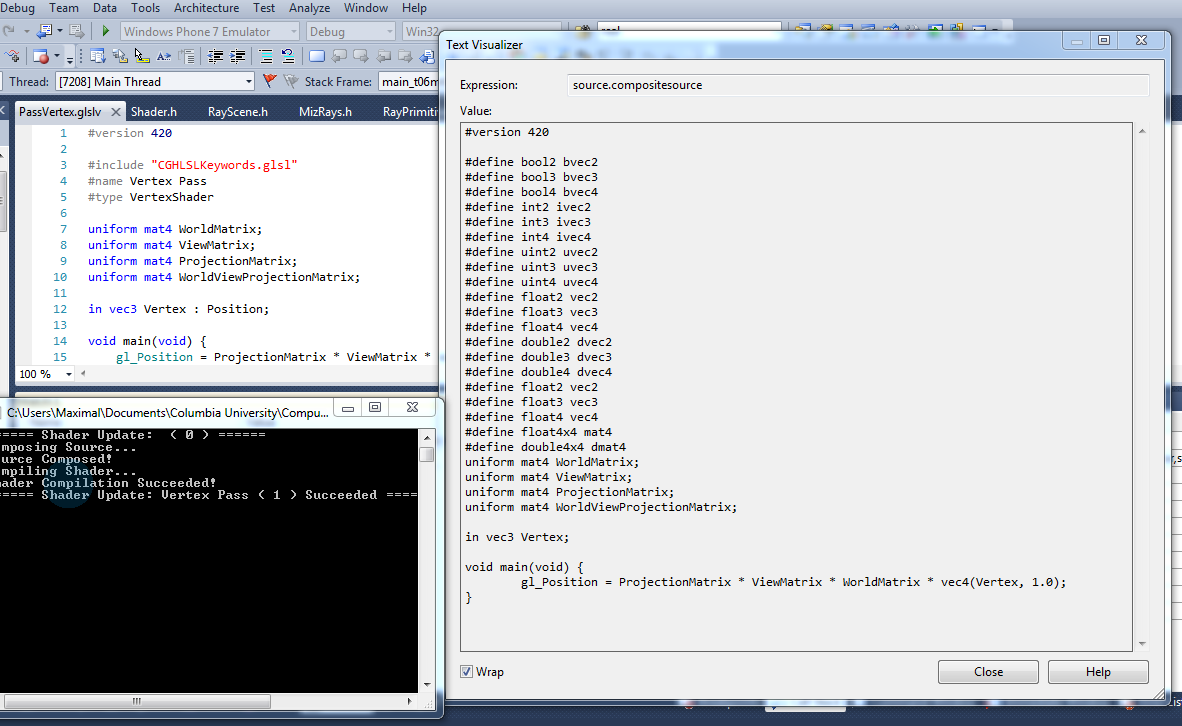 Debug Team Data Tools Architecture Test Analyze Window Help
Windows Phone 7 Emulator Debug Win32
Thread: [7208] Main Thread Stack Frame: main_t06m
PassVertex.glslv Shader.h RayScene.h MizRays.h RayPrimiti
1 #version 420
2
3 #include "CGHLSLKeywords.glsl"
4 #name Vertex Pass
5 #type VertexShader
6
7 uniform mat4 WorldMatrix;
8 uniform mat4 ViewMatrix;
9 uniform mat4 ProjectionMatrix;
10 uniform mat4 WorldViewProjectionMatrix;
11
12 in vec3 Vertex : Position;
13
14 void main(void) {
15 gl_Position = ProjectionMatrix * ViewMatrix *
100 %
C:\Users\Maximal\Documents\Columbia University\Compu...
===== Shader Update: ( 0 ) ======
mposing Source...
urce Composed!
mpiling Shader...
ader Compilation Succeeded!
===== Shader Update: Vertex Pass ( 1 ) Succeeded ====
Text Visualizer
Expression: source.compositesource
Value:
#version 420
#define bool2 bvec2
#define bool3 bvec3
#define bool4 bvec4
#define int2 ivec2
#define int3 ivec3
#define int4 ivec4
#define uint2 uvec2
#define uint3 uvec3
#define uint4 uvec4
#define float2 vec2
#define float3 vec3
#define float4 vec4
#define double2 dvec2
#define double3 dvec3
#define double4 dvec4
#define float2 vec2
#define float3 vec3
#define float4 vec4
#define float4x4 mat4
#define double4x4 dmat4
uniform mat4 WorldMatrix;
uniform mat4 ViewMatrix;
uniform mat4 ProjectionMatrix;
uniform mat4 WorldViewProjectionMatrix;
in vec3 Vertex;
void main(void) {
gl_Position = ProjectionMatrix * ViewMatrix * WorldMatrix * vec4(Vertex, 1.0);
}
Wrap Close Help